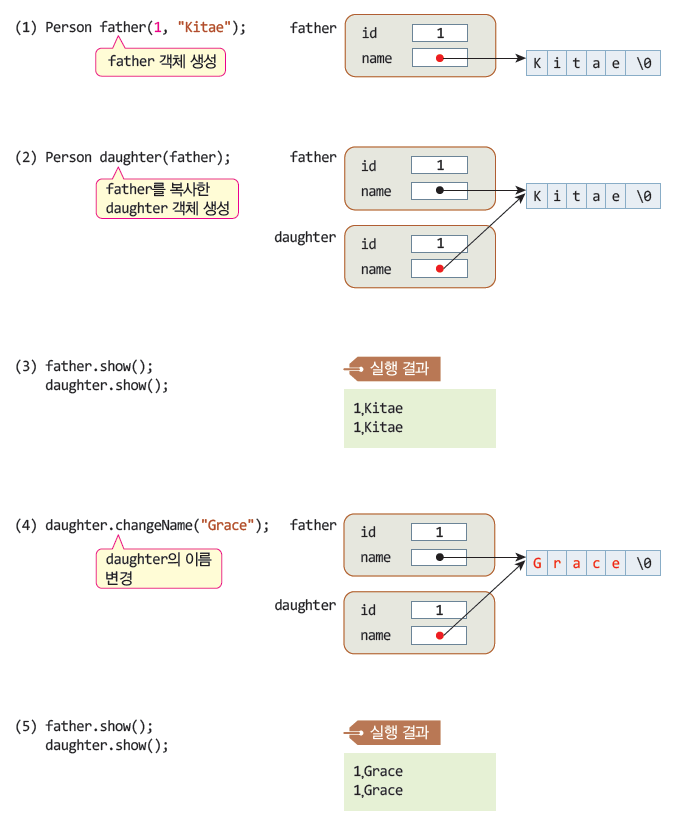 (1) Person father(1, "Kitae");
father 객체 생성
father
id 1
name
K i t a e \0
(2) Person daughter(father);
father를 복사한
daughter 객체 생성
father
id 1
name
K i t a e \0
daughter
id 1
name
(3) father.show();
daughter.show();
실행 결과
1,Kitae
1,Kitae
(4) daughter.changeName("Grace");
daughter의 이름
변경
father
id 1
name
G r a c e \0
daughter
id 1
name
(5) father.show();
daughter.show();
실행 결과
1,Grace
1,Grace